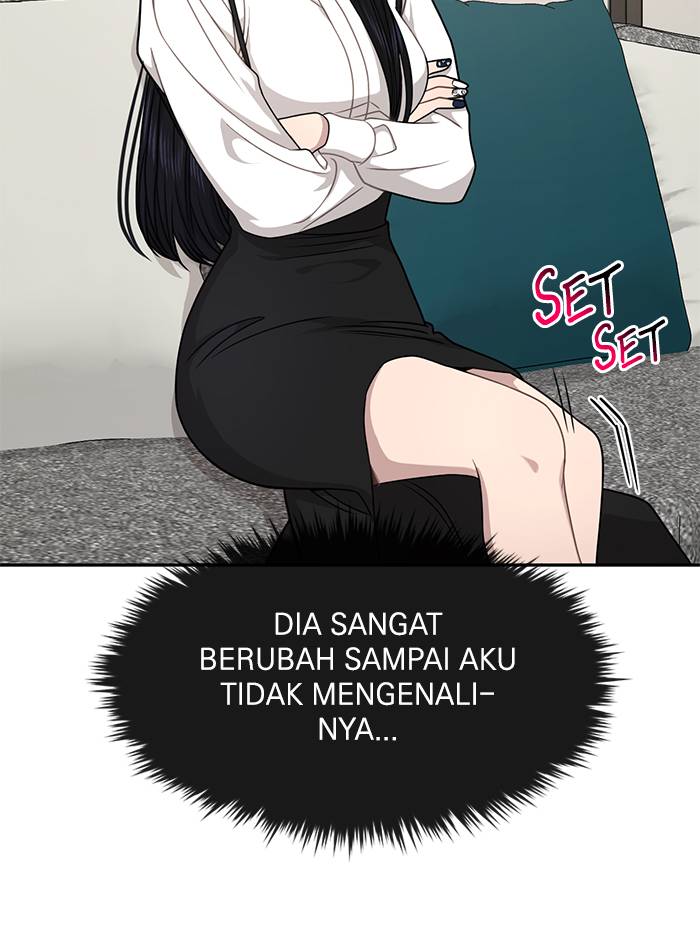 SET
SET
DIA SANGAT
BERUBAH SAMPAI AKU
TIDAK MENGENALI-
NYA...